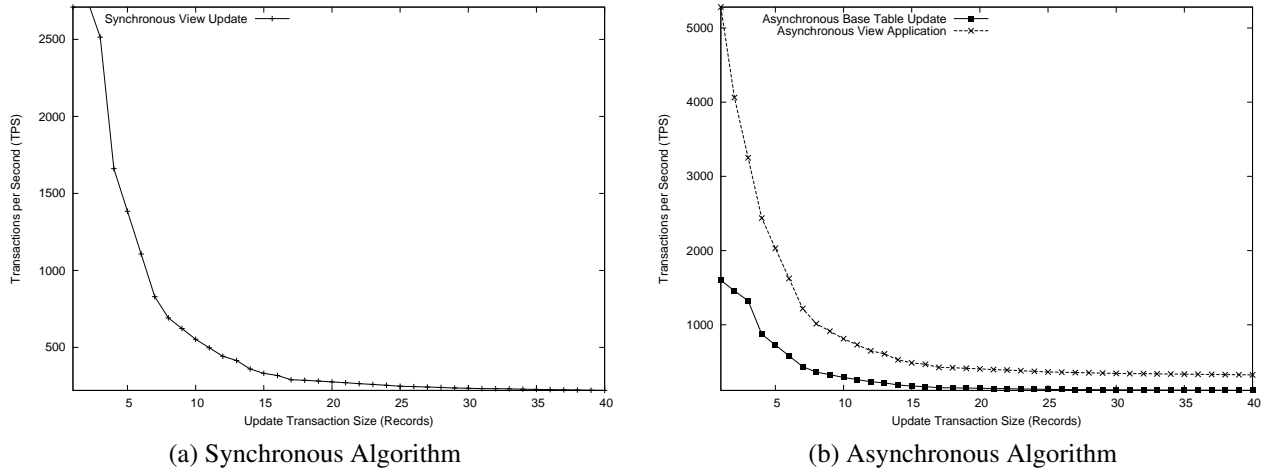 Synchronous View Update
2500
2000
1500
1000
500
Transactions per Second (TPS)
5 10 15 20 25 30 35 40
Update Transaction Size (Records)
(a) Synchronous Algorithm
Asynchronous Base Table Update
Asynchronous View Application
5000
4000
3000
2000
1000
Transactions per Second (TPS)
5 10 15 20 25 30 35 40
Update Transaction Size (Records)
(b) Asynchronous Algorithm